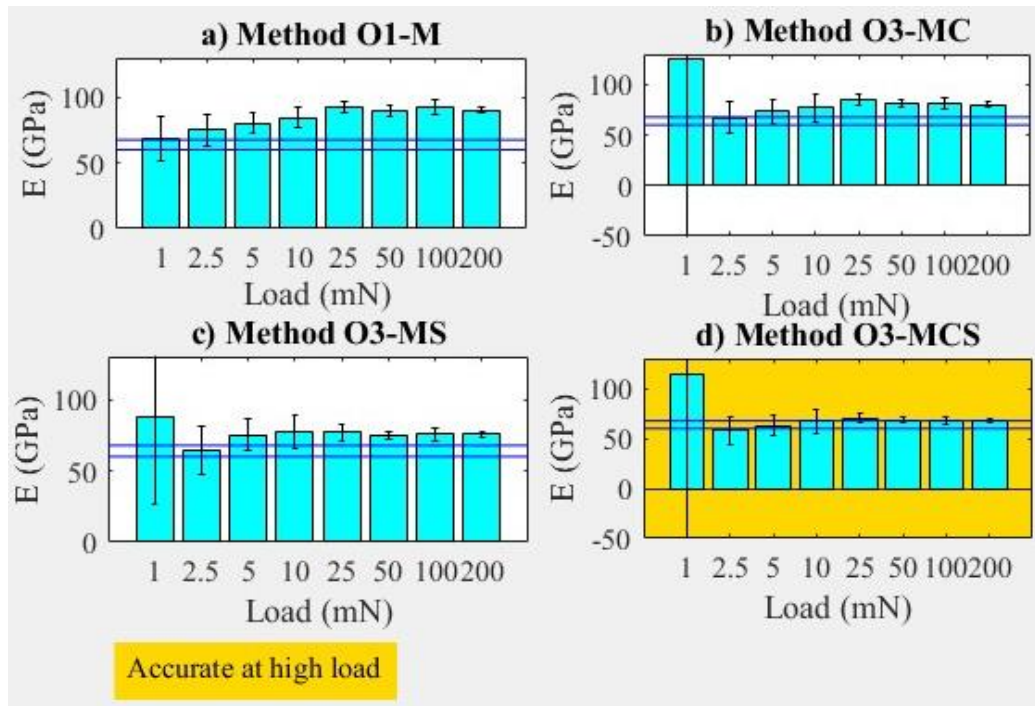 a) Method O1-M
E (GPa)
100
50
0
1 2.5 5 10 25 50 100200
Load (mN)
b) Method O3-MC
E (GPa)
100
50
0
-50
1 2.5 5 10 25 50 100200
Load (mN)
c) Method O3-MS
E (GPa)
100
50
0
1 2.5 5 10 25 50 100200
Load (mN)
d) Method O3-MCS
E (GPa)
100
50
0
-50
1 2.5 5 10 25 50 100200
Load (mN)
Accurate at high load